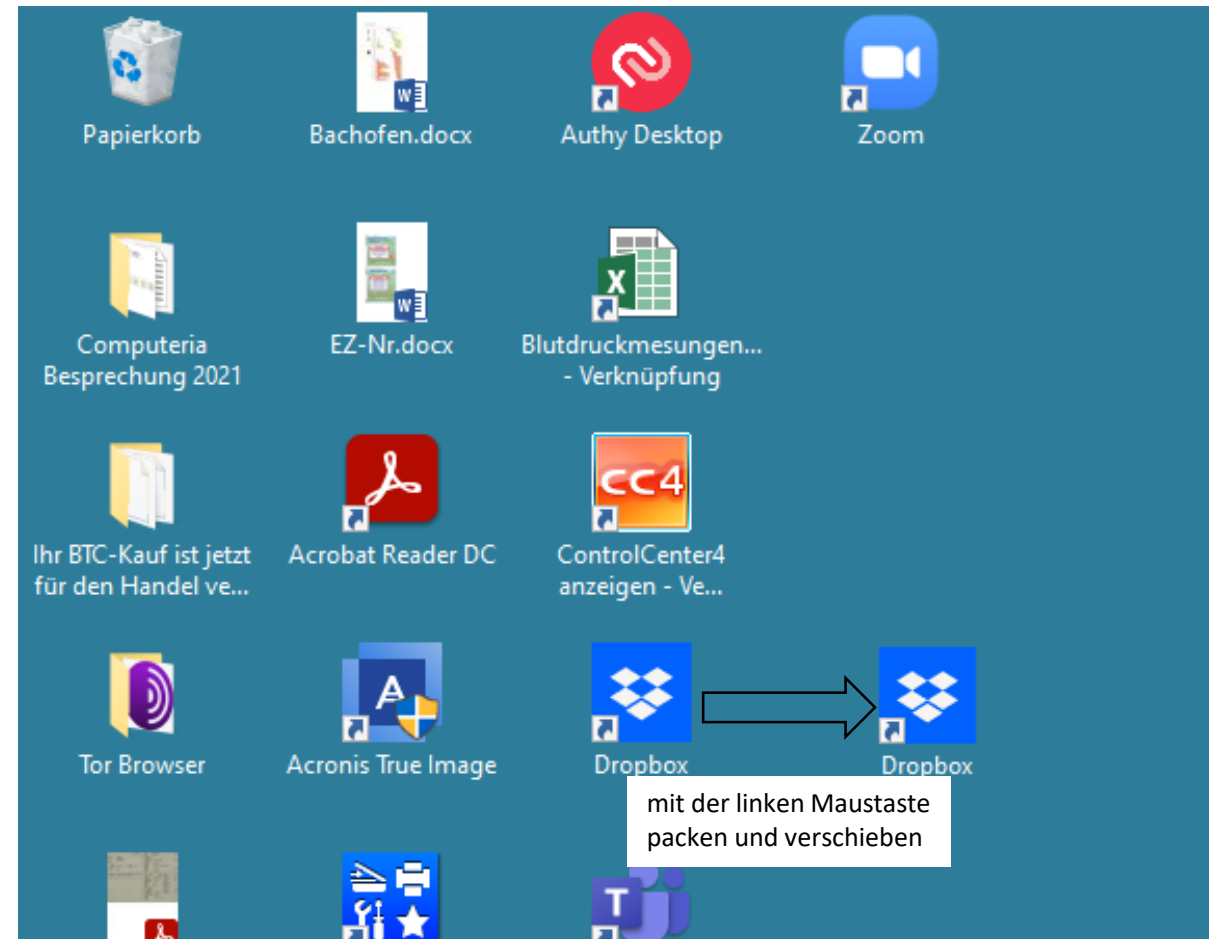 Papierkorb
Bachofen.docx
Authy Desktop
Zoom
Computeria
Besprechung 2021
EZ-Nr.docx
Blutdruckmesungen...
- Verknüpfung
Ihr BTC-Kauf ist jetzt
für den Handel ve...
Acrobat Reader DC
CC4
ControlCenter4
anzeigen - Ve...
Tor Browser
A
Acronis True Image
Dropbox
Dropbox
mit der linken Maustaste
packen und verschieben
T